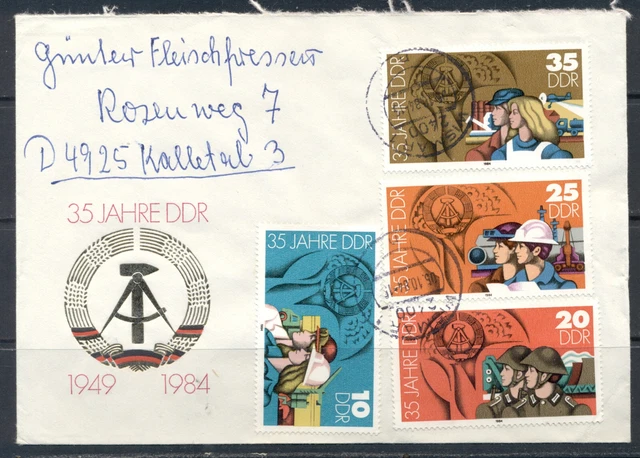 Günter Fleischfresser
Rosenweg 7
D 4925 Kalletal 3
35 JAHRE DDR
1949 1984
35 JAHRE DDR
10
DDR
35 JAHRE DDR
35
DDR
35 JAHRE DDR
25
DDR
35 JAHRE DDR
20
DDR